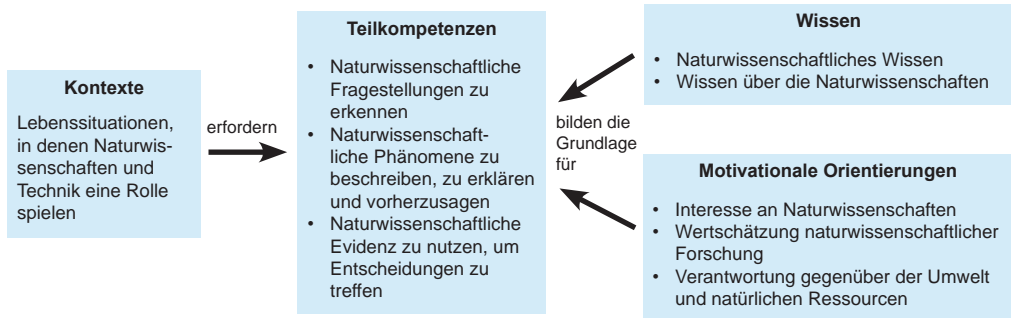 Kontexte
Lebenssituationen,
in denen Naturwis-
senschaften und
Technik eine Rolle
spielen
erfordern
Teilkompetenzen
• Naturwissenschaftliche
Fragestellungen zu
erkennen
• Naturwissenschaft-
liche Phänomene zu
beschreiben, zu erklären
und vorherzusagen
• Naturwissenschaftliche
Evidenz zu nutzen, um
Entscheidungen zu
treffen
bilden die
Grundlage
für
Wissen
• Naturwissenschaftliches Wissen
• Wissen über die Naturwissenschaften
Motivationale Orientierungen
• Interesse an Naturwissenschaften
• Wertschätzung naturwissenschaftlicher
Forschung
• Verantwortung gegenüber der Umwelt
und natürlichen Ressourcen